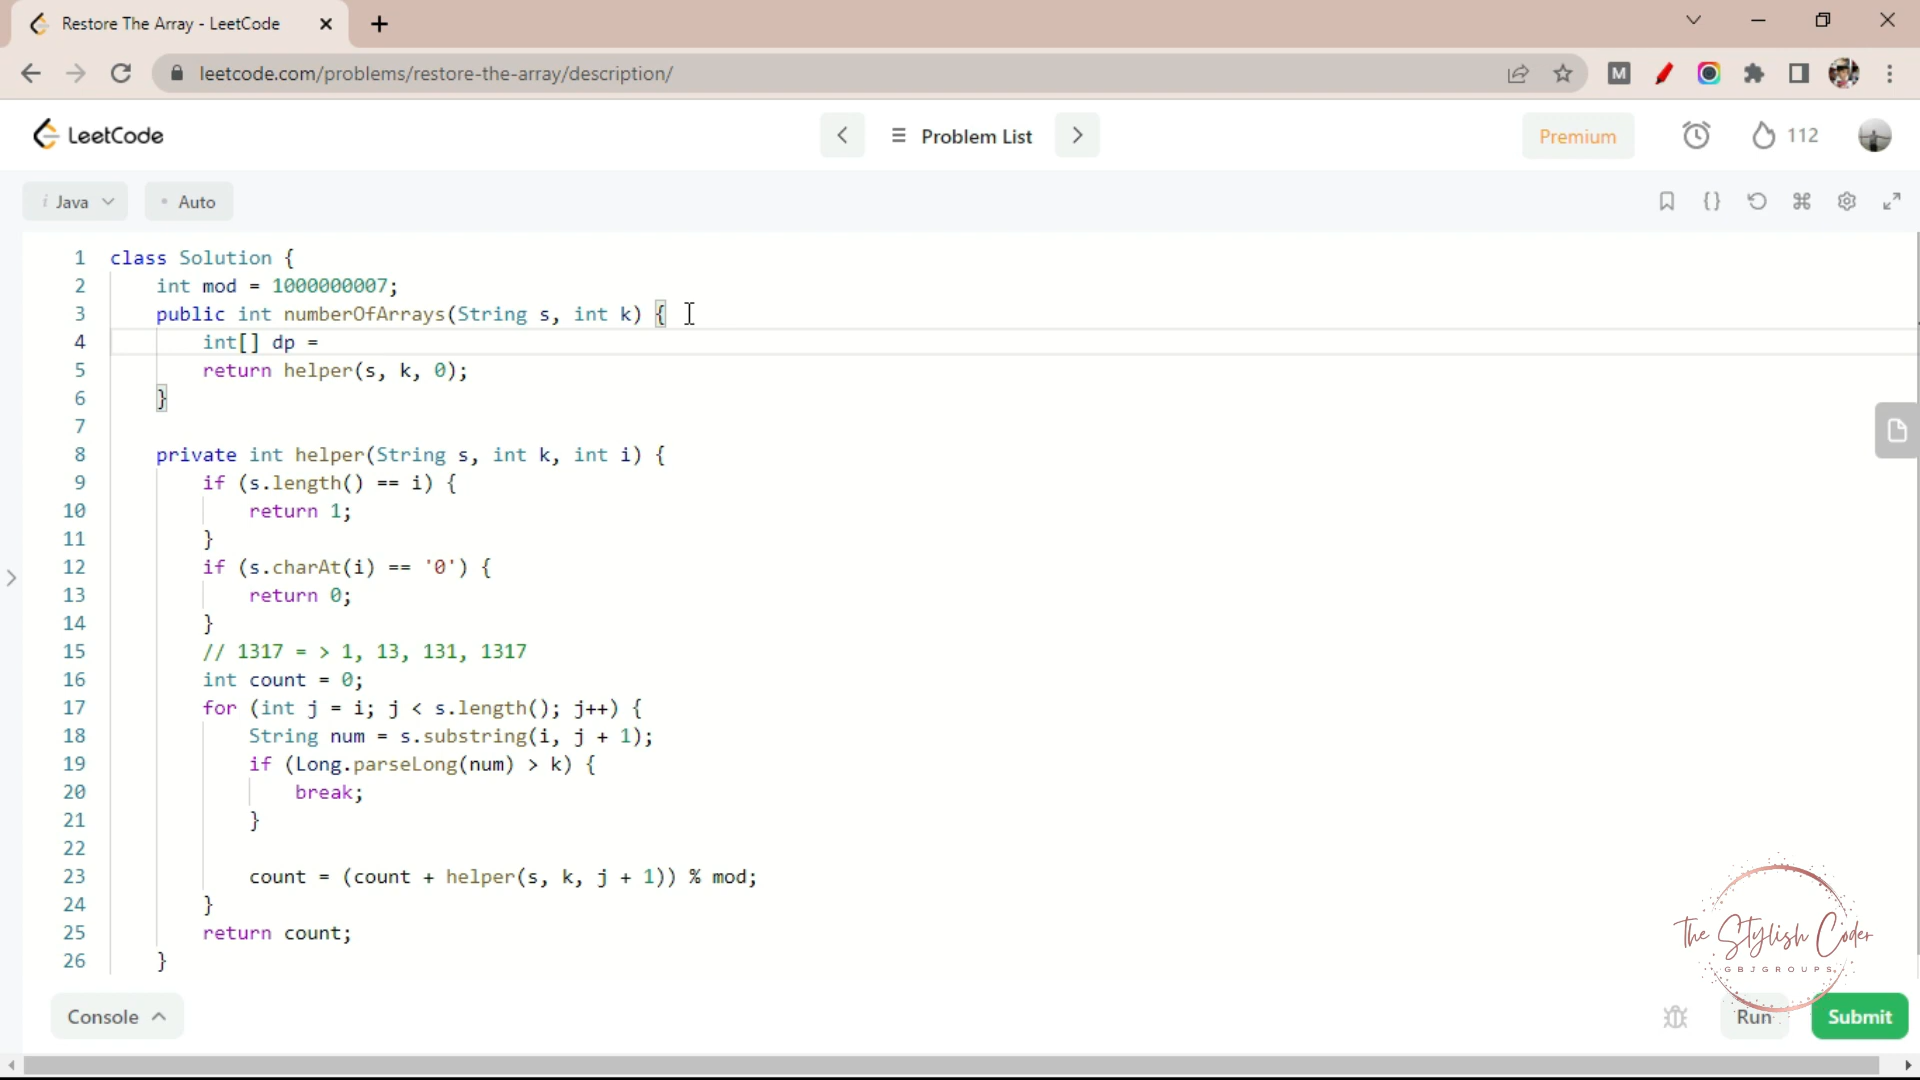 Restore The Array - LeetCode
leetcode.com/problems/restore-the-array/description/
M
LeetCode
Problem List
Premium
112
i Java
Auto
1 class Solution {
2 int mod = 1000000007;
3 public int numberOfArrays(String s, int k) {
4 int[] dp =
5 return helper(s, k, 0);
6 }
7
8 private int helper(String s, int k, int i) {
9 if (s.length() == i) {
10 return 1;
11 }
12 if (s.charAt(i) == '0') {
13 return 0;
14 }
15 // 1317 = > 1, 13, 131, 1317
16 int count = 0;
17 for (int j = i; j < s.length(); j++) {
18 String num = s.substring(i, j + 1);
19 if (Long.parseLong(num) > k) {
20 break;
21 }
22
23 count = (count + helper(s, k, j + 1)) % mod;
24 }
25 return count;
26 }
The Stylish Coder
GBJGROUPS
Console
Run
Submit